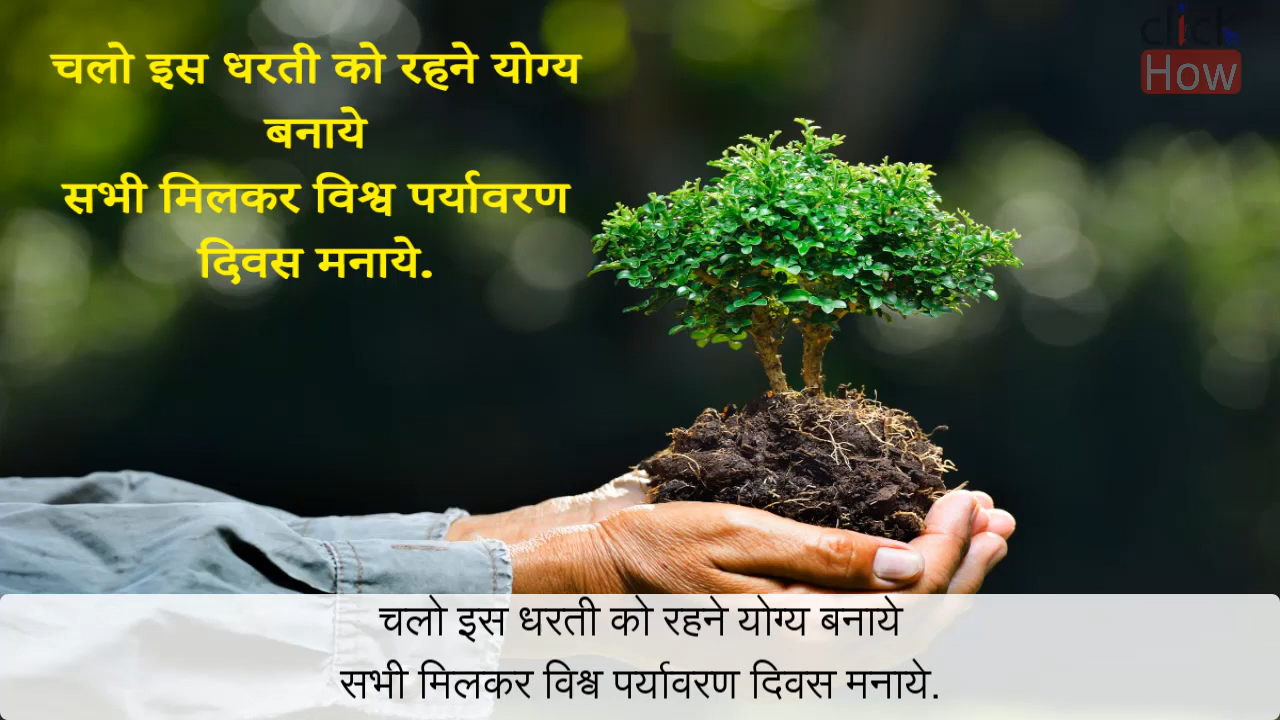 चलो इस धरती को रहने योग्य
बनाये
सभी मिलकर विश्व पर्यावरण
दिवस मनाये.
click
How
चलो इस धरती को रहने योग्य बनाये
सभी मिलकर विश्व पर्यावरण दिवस मनाये.